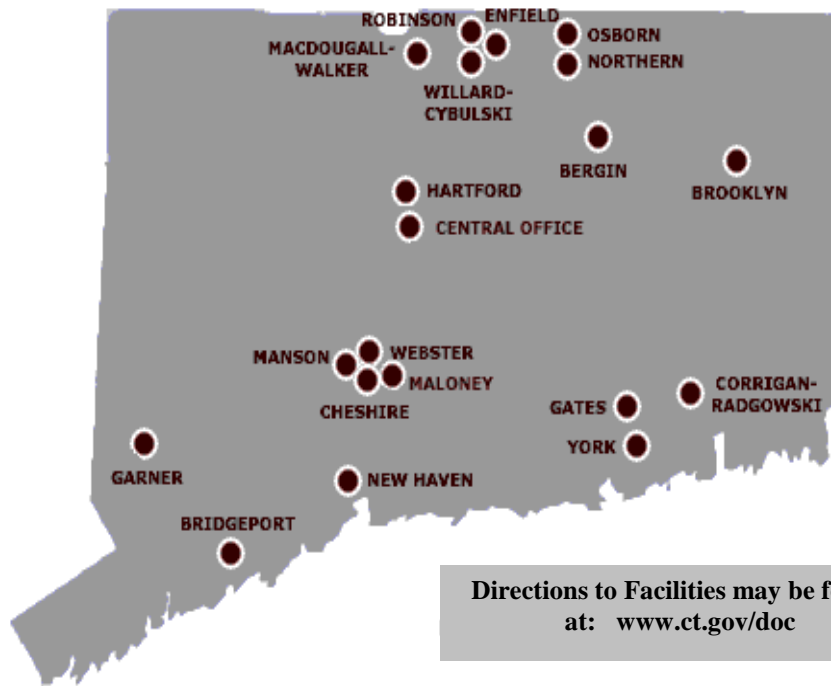 ROBINSON
ENFIELD
OSBORN
MACDOUGALL-
WALKER
NORTHERN
WILLARD-
CYBULSKI
BERGIN
BROOKLYN
HARTFORD
CENTRAL OFFICE
MANSON
WEBSTER
MALONEY
CHESHIRE
GATES
CORRIGAN-
RADGOWSKI
YORK
GARNER
NEW HAVEN
BRIDGEPORT
Directions to Facilities may be f
at: www.ct.gov/doc